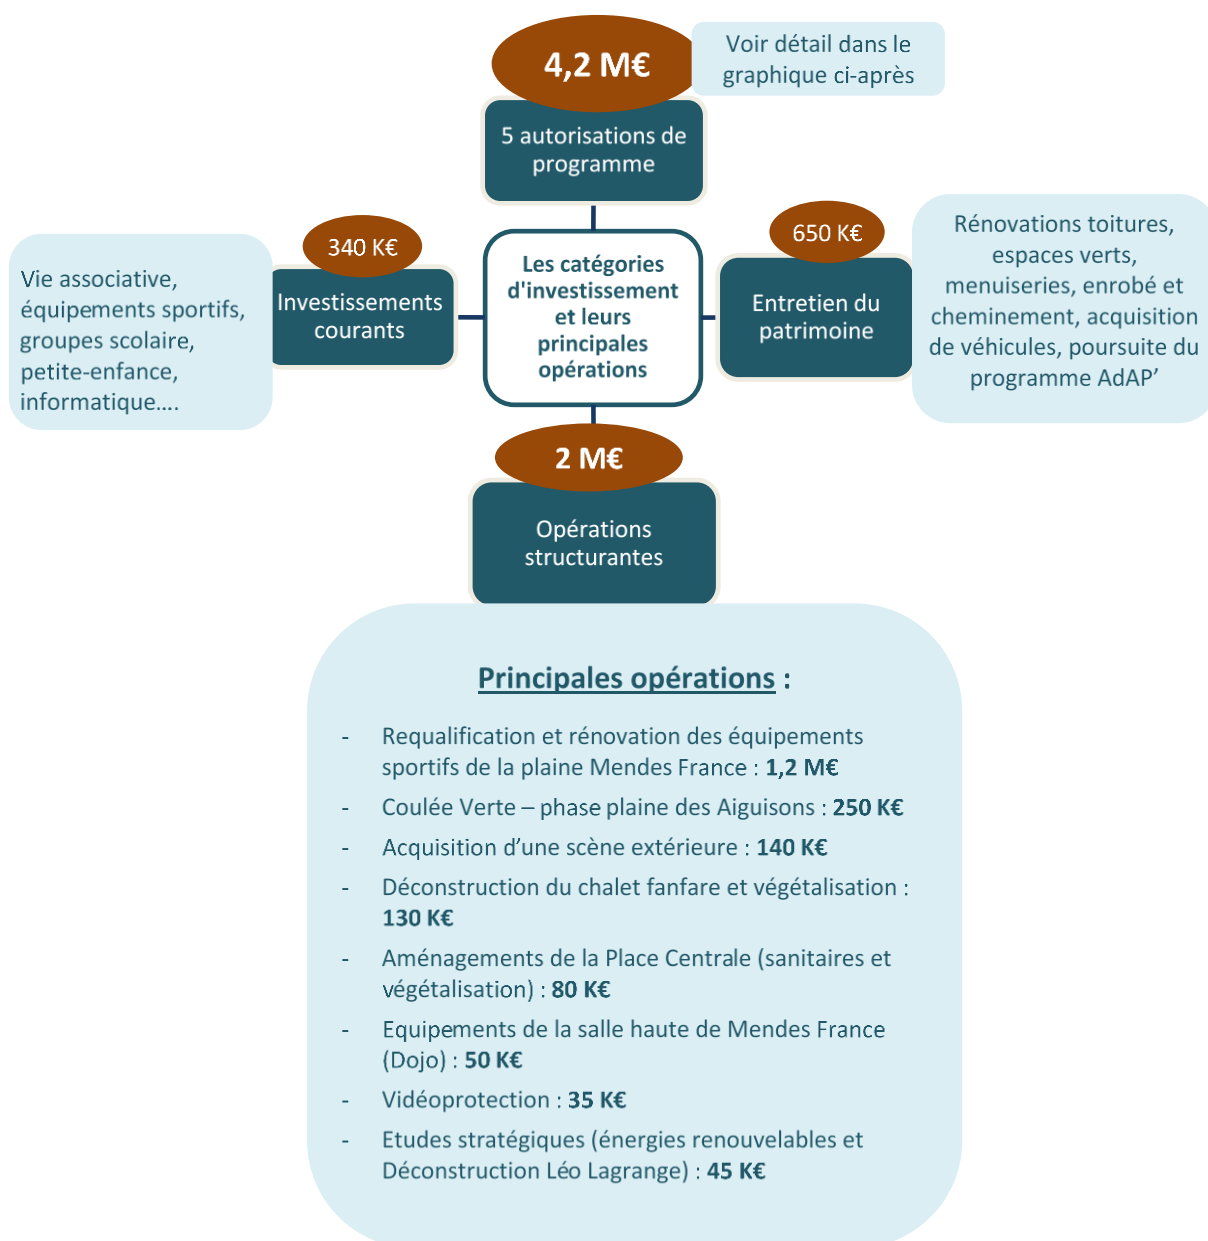 4,2 M€
Voir détail dans le
graphique ci-après
5 autorisations de
programme
340 K€
Investissements
courants
Vie associative,
équipements sportifs,
groupes scolaire,
petite-enfance,
informatique....
Les catégories
d'investissement
et leurs
principales
opérations
650 K€
Entretien du
patrimoine
Rénovations toitures,
espaces verts,
menuiseries, enrobé et
cheminement, acquisition
de véhicules, poursuite du
programme AdAP’
2 M€
Opérations
structurantes
Principales opérations :
- Requalification et rénovation des équipements
sportifs de la plaine Mendes France : 1,2 M€
- Coulée Verte – phase plaine des Aiguisons : 250 K€
- Acquisition d’une scène extérieure : 140 K€
- Déconstruction du chalet fanfare et végétalisation :
130 K€
- Aménagements de la Place Centrale (sanitaires et
végétalisation) : 80 K€
- Equipements de la salle haute de Mendes France
(Dojo) : 50 K€
- Vidéoprotection : 35 K€
- Etudes stratégiques (énergies renouvelables et
Déconstruction Léo Lagrange) : 45 K€